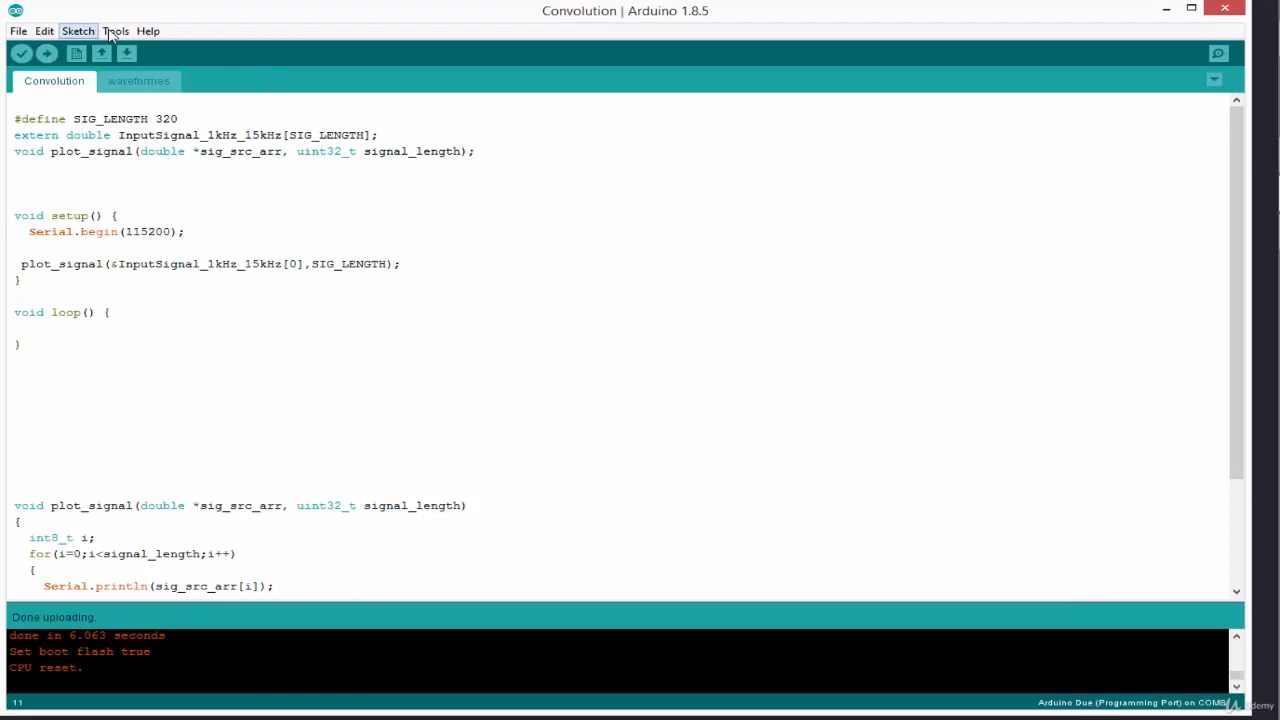 Convolution | Arduino 1.8.5
File Edit Sketch Tools Help
Convolution waveformes
#define SIG_LENGTH 320
extern double InputSignal_1kHz_15kHz[SIG_LENGTH];
void plot_signal(double *sig_src_arr, uint32_t signal_length);
void setup() {
Serial.begin(115200);
plot_signal(&InputSignal_1kHz_15kHz[0],SIG_LENGTH);
}
void loop() {
}
void plot_signal(double *sig_src_arr, uint32_t signal_length)
{
int8_t i;
for(i=0;i<signal_length;i++)
{
Serial.println(sig_src_arr[i]);
Done uploading.
done in 6.063 seconds
Set boot flash true
CPU reset.
11 Arduino Due (Programming Port) on COM8
Udemy